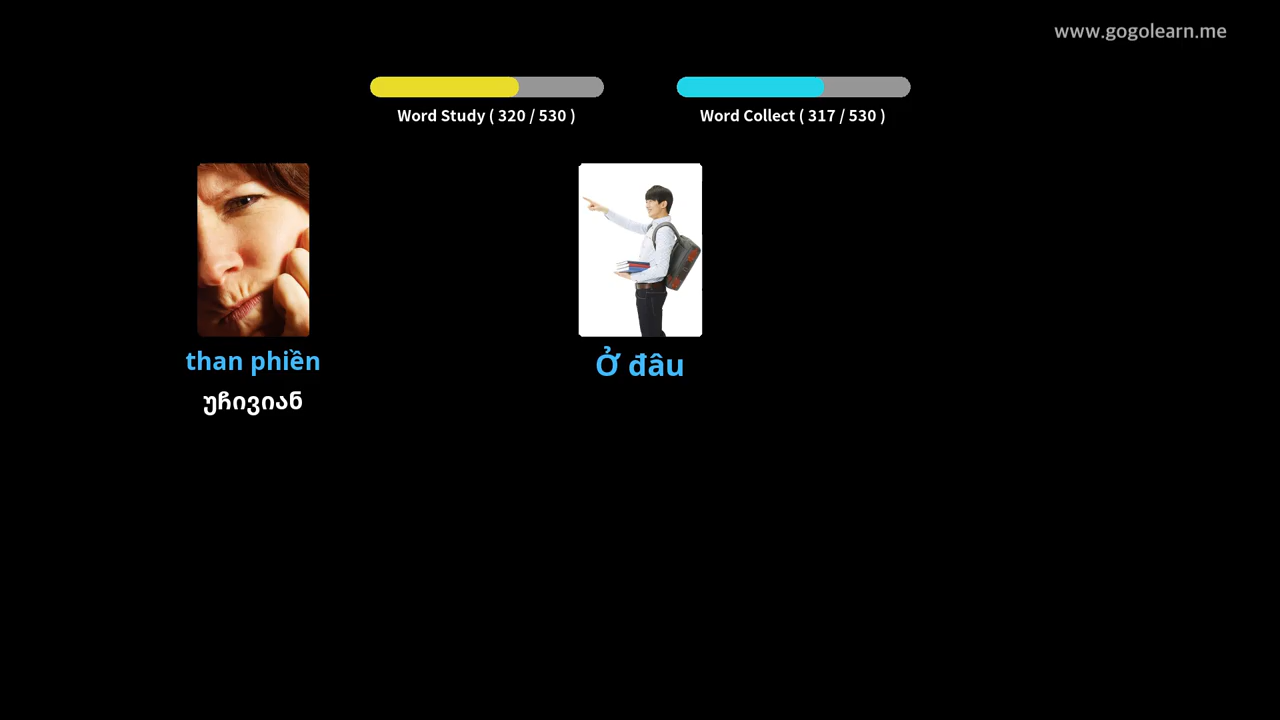 www.gogolearn.me
Word Study ( 320 / 530 )
Word Collect ( 317 / 530 )
than phiền
Ở đâu
უჩივიან